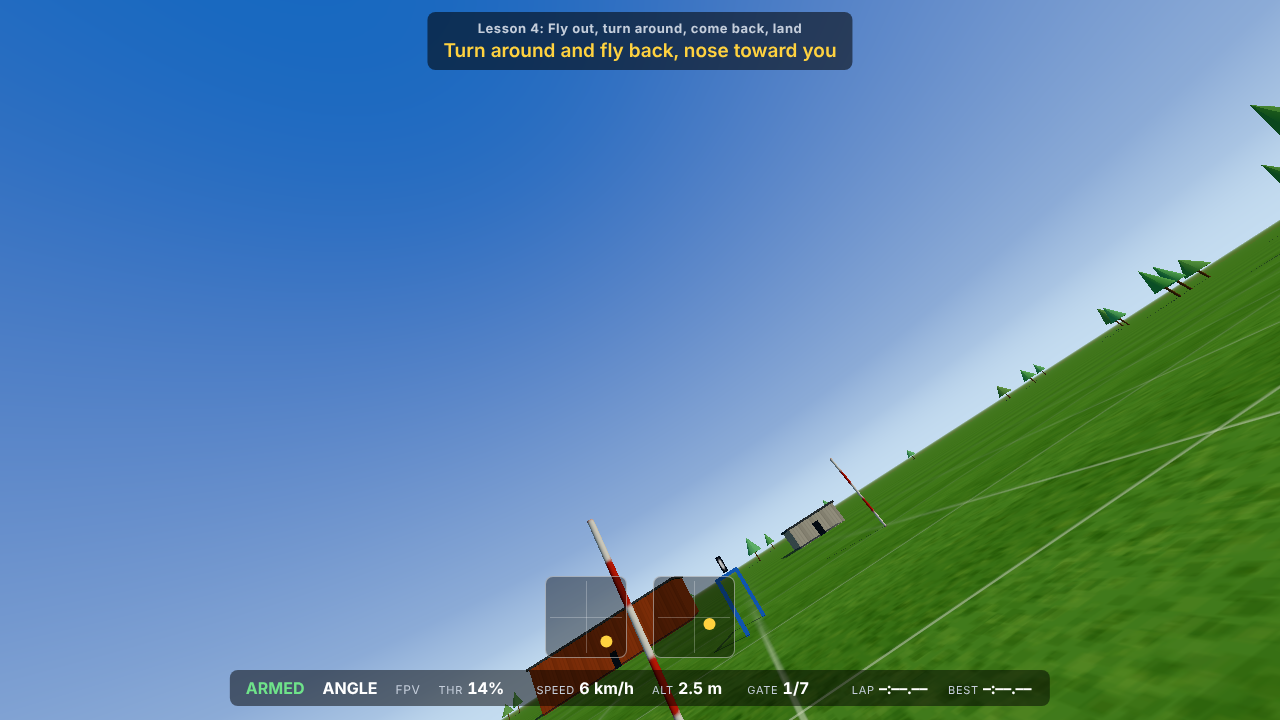 Lesson 4: Fly out, turn around, come back, land
Turn around and fly back, nose toward you
ARMED ANGLE FPV THR 14% SPEED 6 km/h ALT 2.5 m GATE 1/7 LAP –:––.–– BEST –:––.––